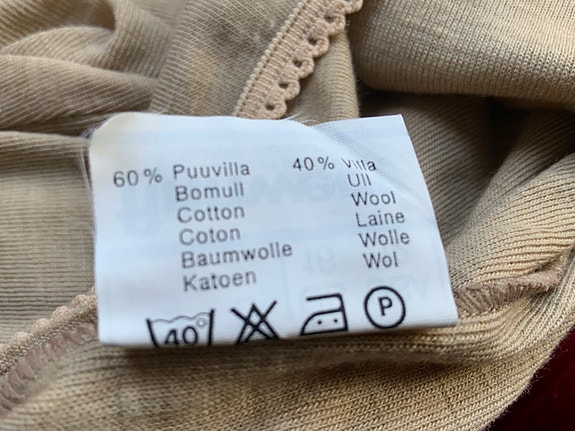 60% Puuvilla 40% Villa
Bomull Ull
Cotton Wool
Coton Laine
Baumwolle Wolle
Katoen Wol
40° P